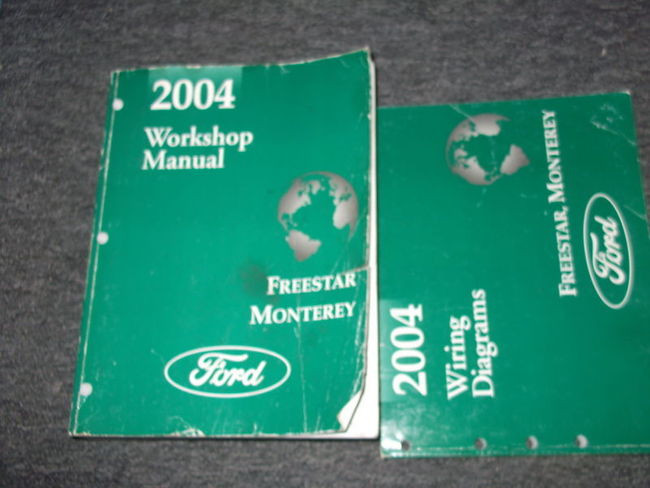 2004
Workshop
Manual
FREESTAR
MONTEREY
Ford
2004
Wiring
Diagrams
FREESTAR, MONTEREY
Ford